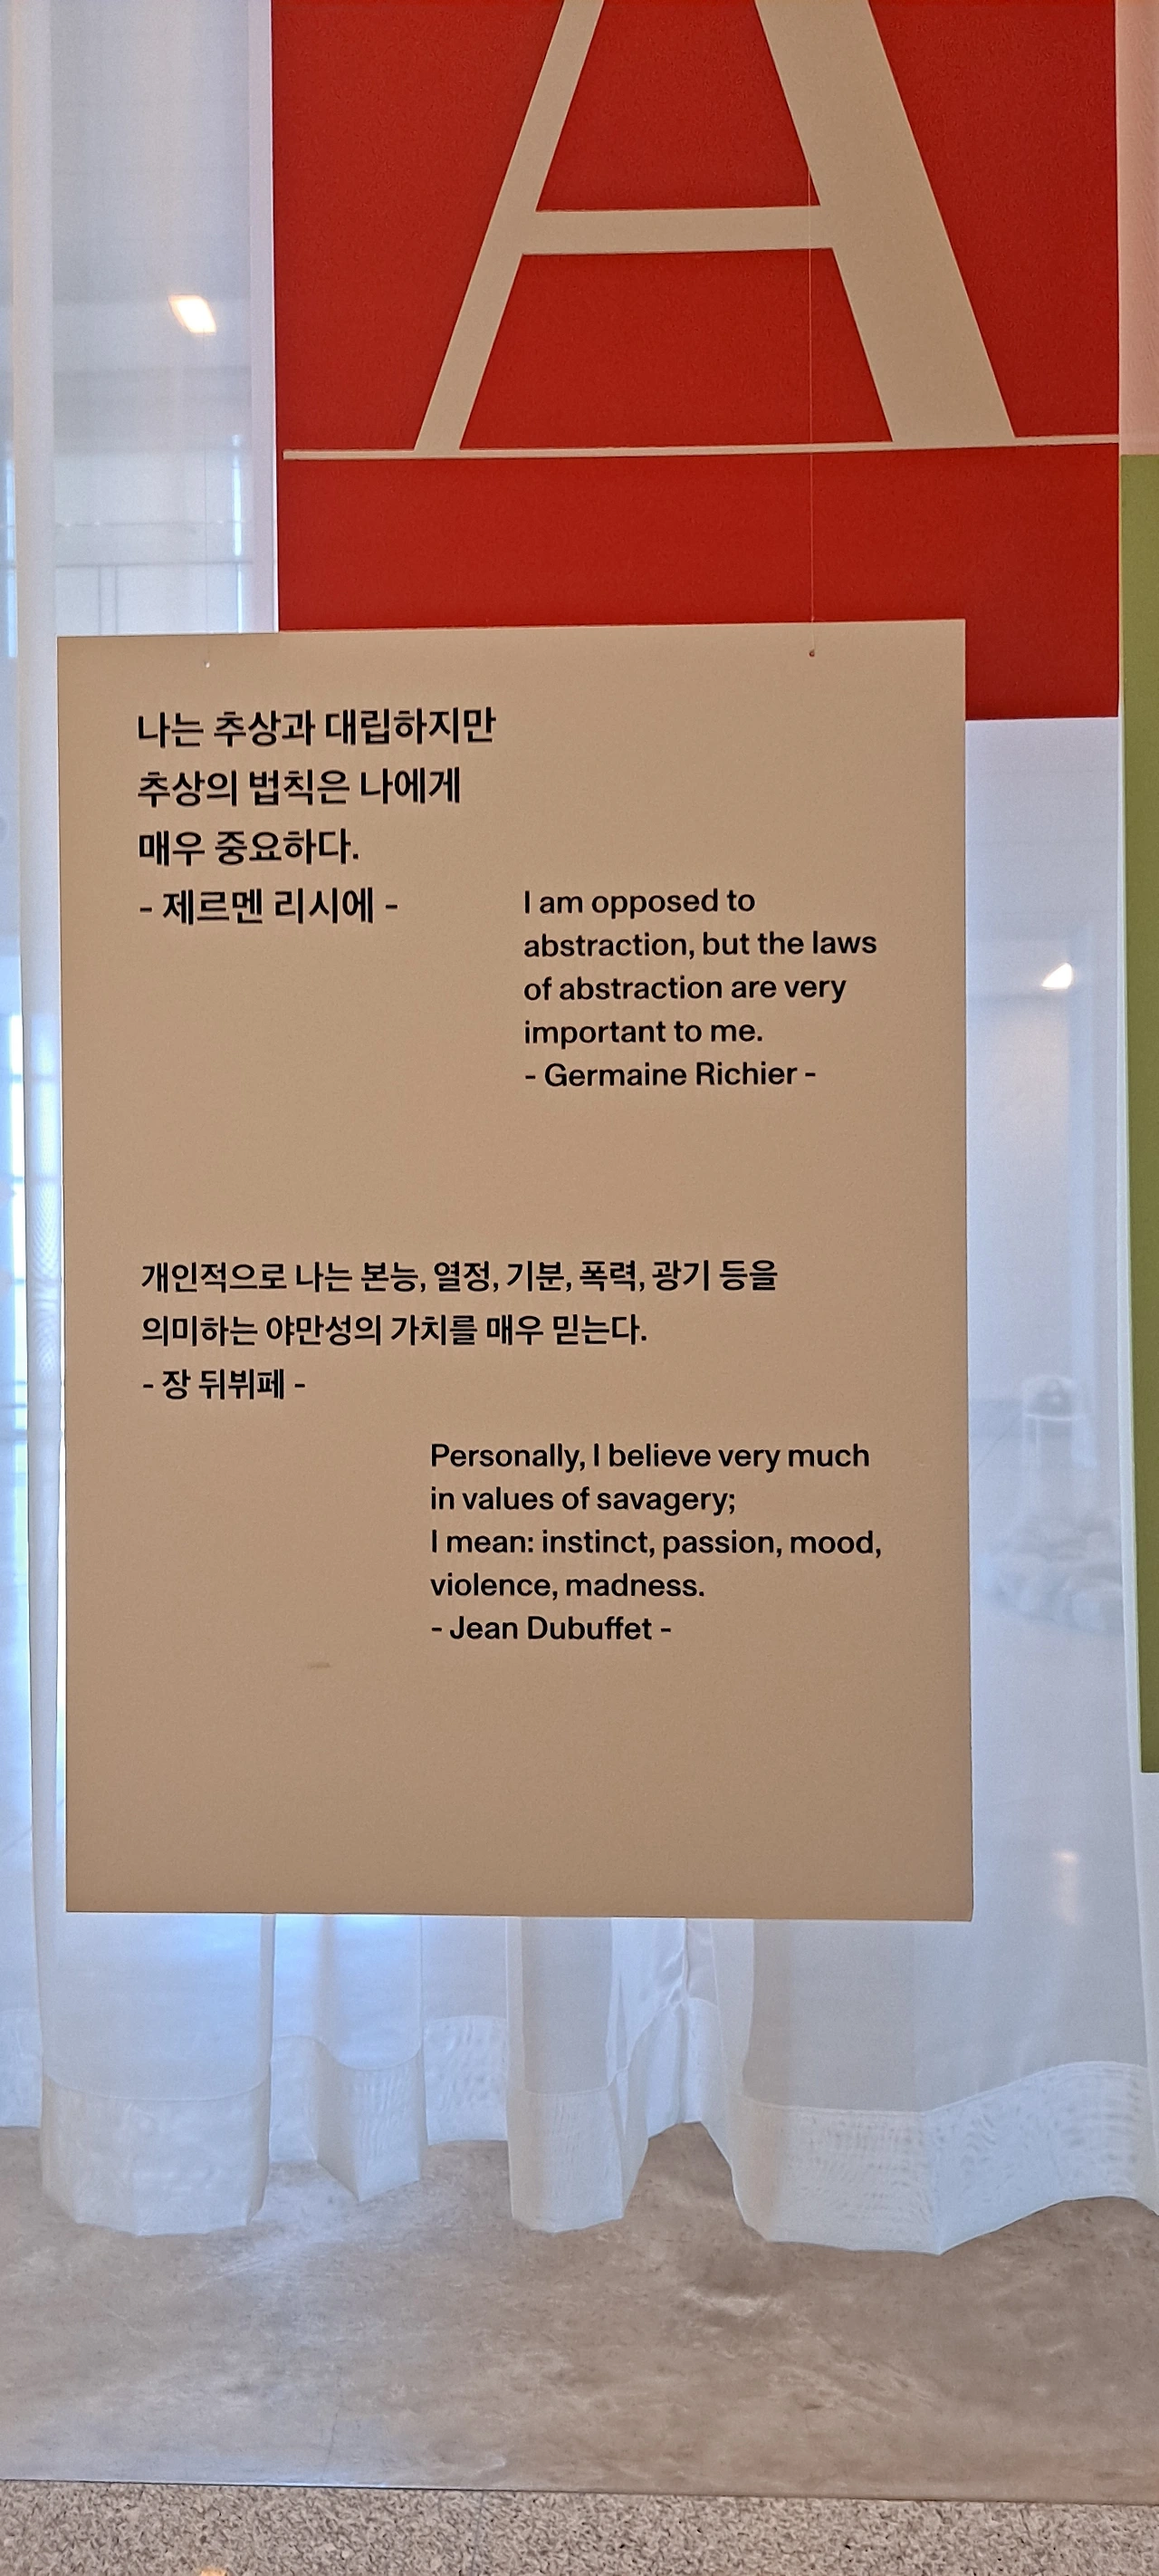 A
나는 추상과 대립하지만
추상의 법칙은 나에게
매우 중요하다.
- 제르멘 리시에 -
I am opposed to
abstraction, but the laws
of abstraction are very
important to me.
- Germaine Richier -
개인적으로 나는 본능, 열정, 기분, 폭력, 광기 등을
의미하는 야만성의 가치를 매우 믿는다.
- 장 뒤뷔페 -
Personally, I believe very much
in values of savagery;
I mean: instinct, passion, mood,
violence, madness.
- Jean Dubuffet -